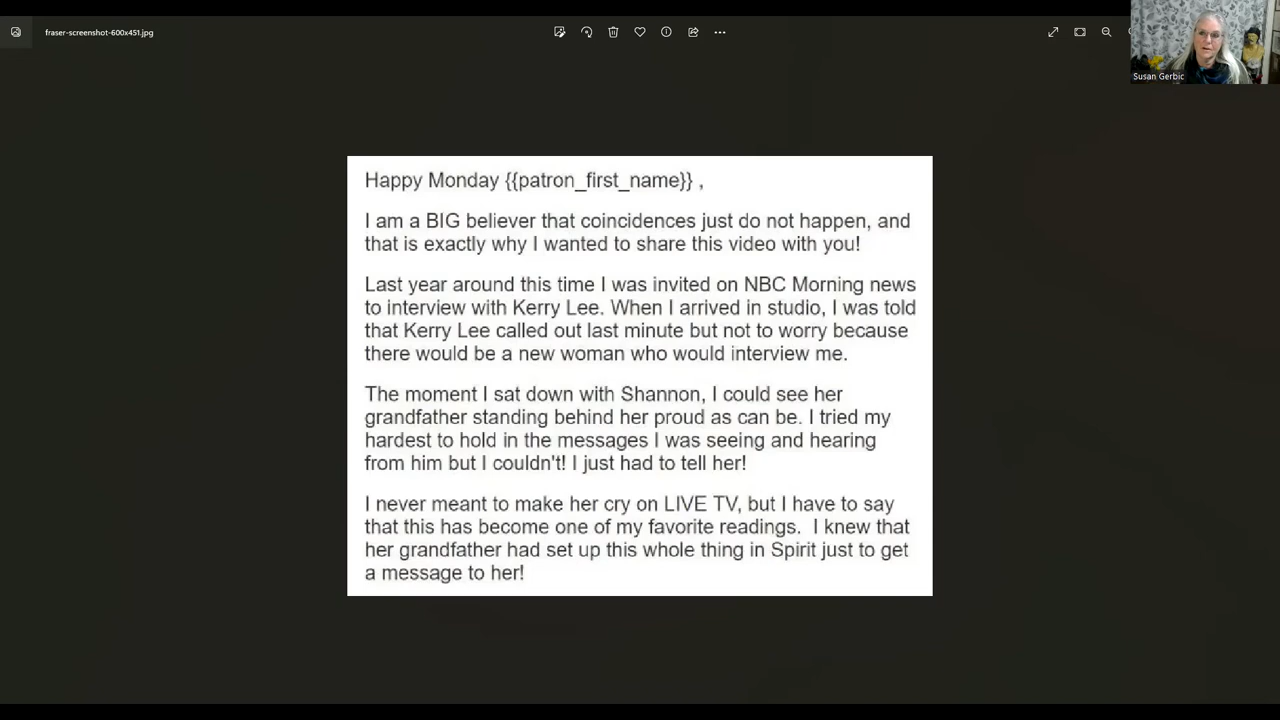 fraser-screenshot-600x451.jpg
Susan Gerbic
Happy Monday {{patron_first_name}} ,
I am a BIG believer that coincidences just do not happen, and
that is exactly why I wanted to share this video with you!
Last year around this time I was invited on NBC Morning news
to interview with Kerry Lee. When I arrived in studio, I was told
that Kerry Lee called out last minute but not to worry because
there would be a new woman who would interview me.
The moment I sat down with Shannon, I could see her
grandfather standing behind her proud as can be. I tried my
hardest to hold in the messages I was seeing and hearing
from him but I couldn't! I just had to tell her!
I never meant to make her cry on LIVE TV, but I have to say
that this has become one of my favorite readings.  I knew that
her grandfather had set up this whole thing in Spirit just to get
a message to her!